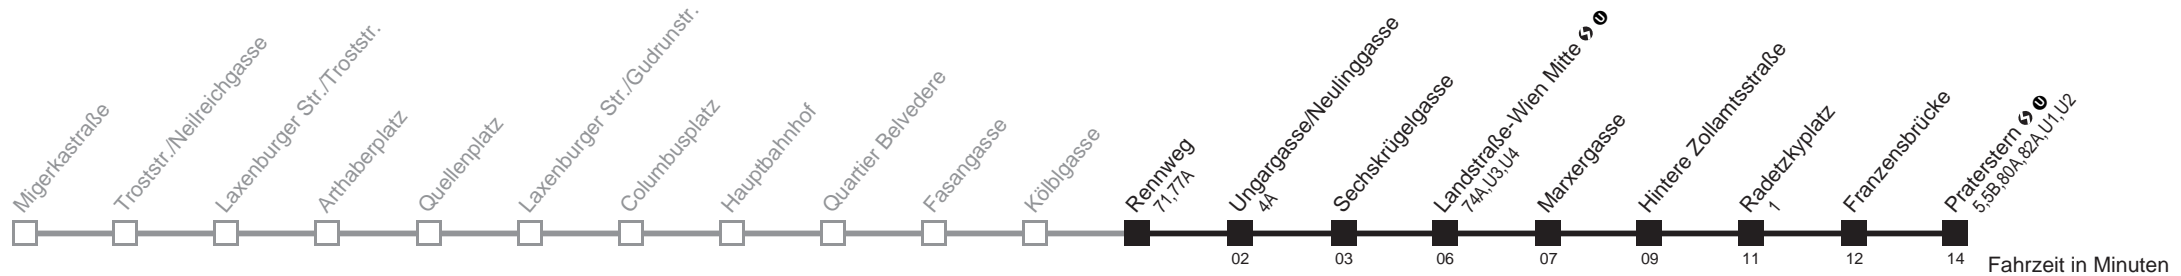 Migerkastraße
Troststr./Neilreichgasse
Laxenburger Str./Troststr.
Arthaberplatz
Quellenplatz
Laxenburger Str./Gudrunstr.
Columbusplatz
Hauptbahnhof
Quartier Belvedere
Fasangasse
Kölblgasse
Rennweg
71,77A
Ungargasse/Neulinggasse
4A
Sechskrügelgasse
Landstraße-Wien Mitte S U
74A,U3,U4
Marxergasse
Hintere Zollamtsstraße
Radetzkyplatz
1
Franzensbrücke
Praterstern S U
5,5B,80A,82A,U1,U2
02 03 06 07 09 11 12 14
Fahrzeit in Minuten